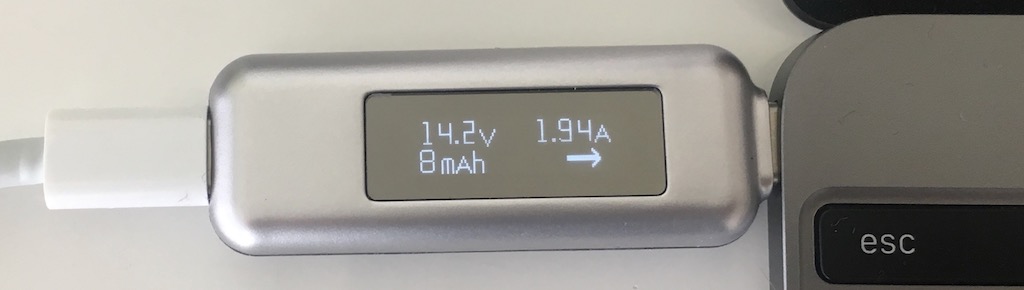 14.2V 1.94A
8mAh →
esc